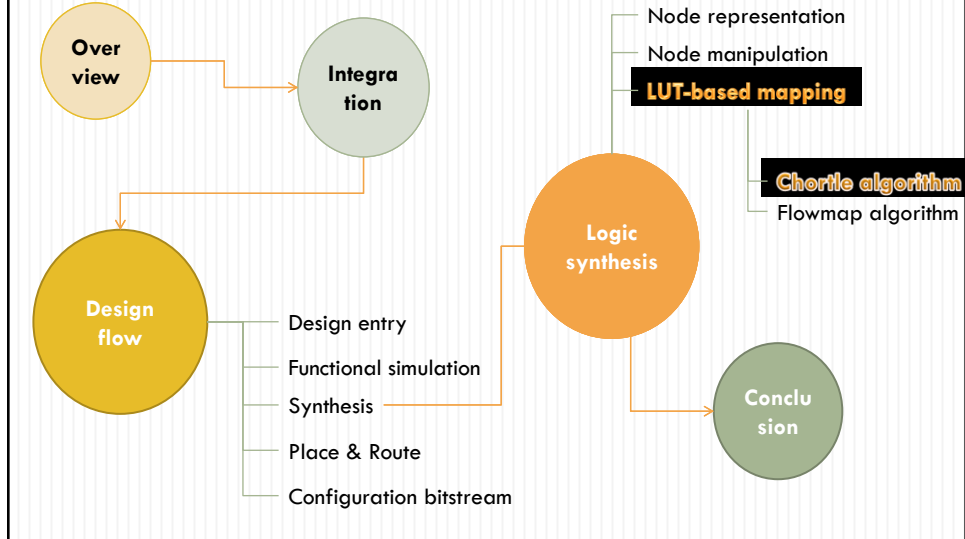 Over
view
Integra
tion
Design
flow
Design entry
Functional simulation
Synthesis
Place & Route
Configuration bitstream
Logic
synthesis
Node representation
Node manipulation
LUT-based mapping
Chortle algorithm
Flowmap algorithm
Conclu
sion